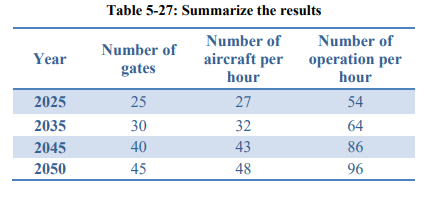 Table 5-27: Summarize the results
Year Number of gates Number of aircraft per hour Number of operation per hour
2025 25 27 54
2035 30 32 64
2045 40 43 86
2050 45 48 96